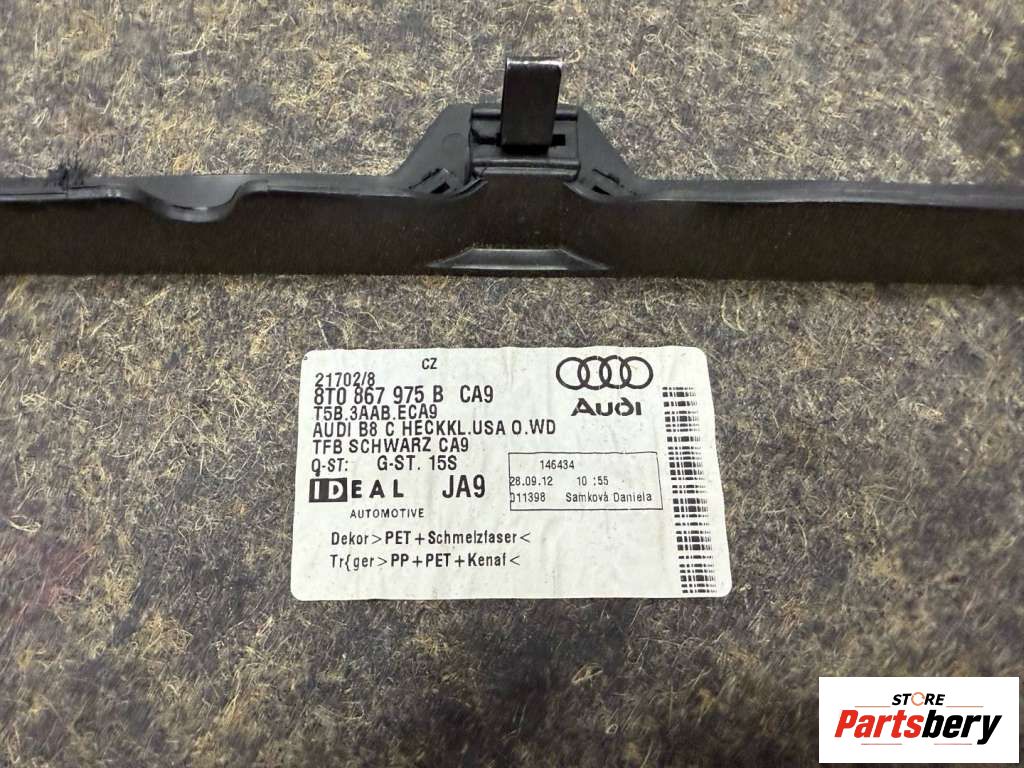 CZ
21702/8
8T0 867 975 B CA9
T5B.3AAB.ECA9
AUDI B8 C HECKKL.USA O.WD
TFB SCHWARZ CA9
Q-ST: G-ST. 15S
IDEAL JA9
AUTOMOTIVE
Audi
146434
28.09.12 10:55
011398 Samková Daniela
Dekor>PET+Schmelzfaser<
Tr{ger>PP+PET+Kenaf<
STORE
Partsbery